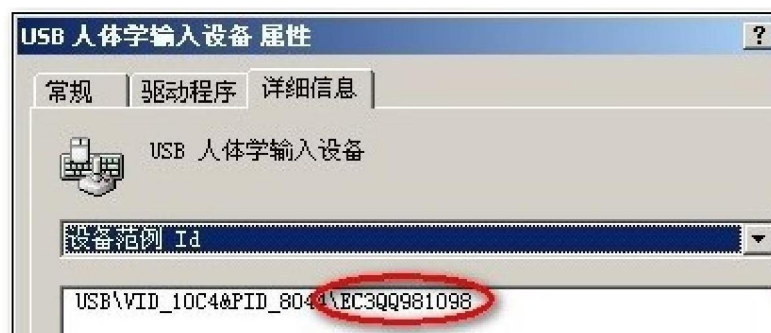 USB 人体学输入设备 属性
?
常规 驱动程序 详细信息
USB 人体学输入设备
设备范例 Id
USB\VID_10C4&PID_8044\EC3QQ981098